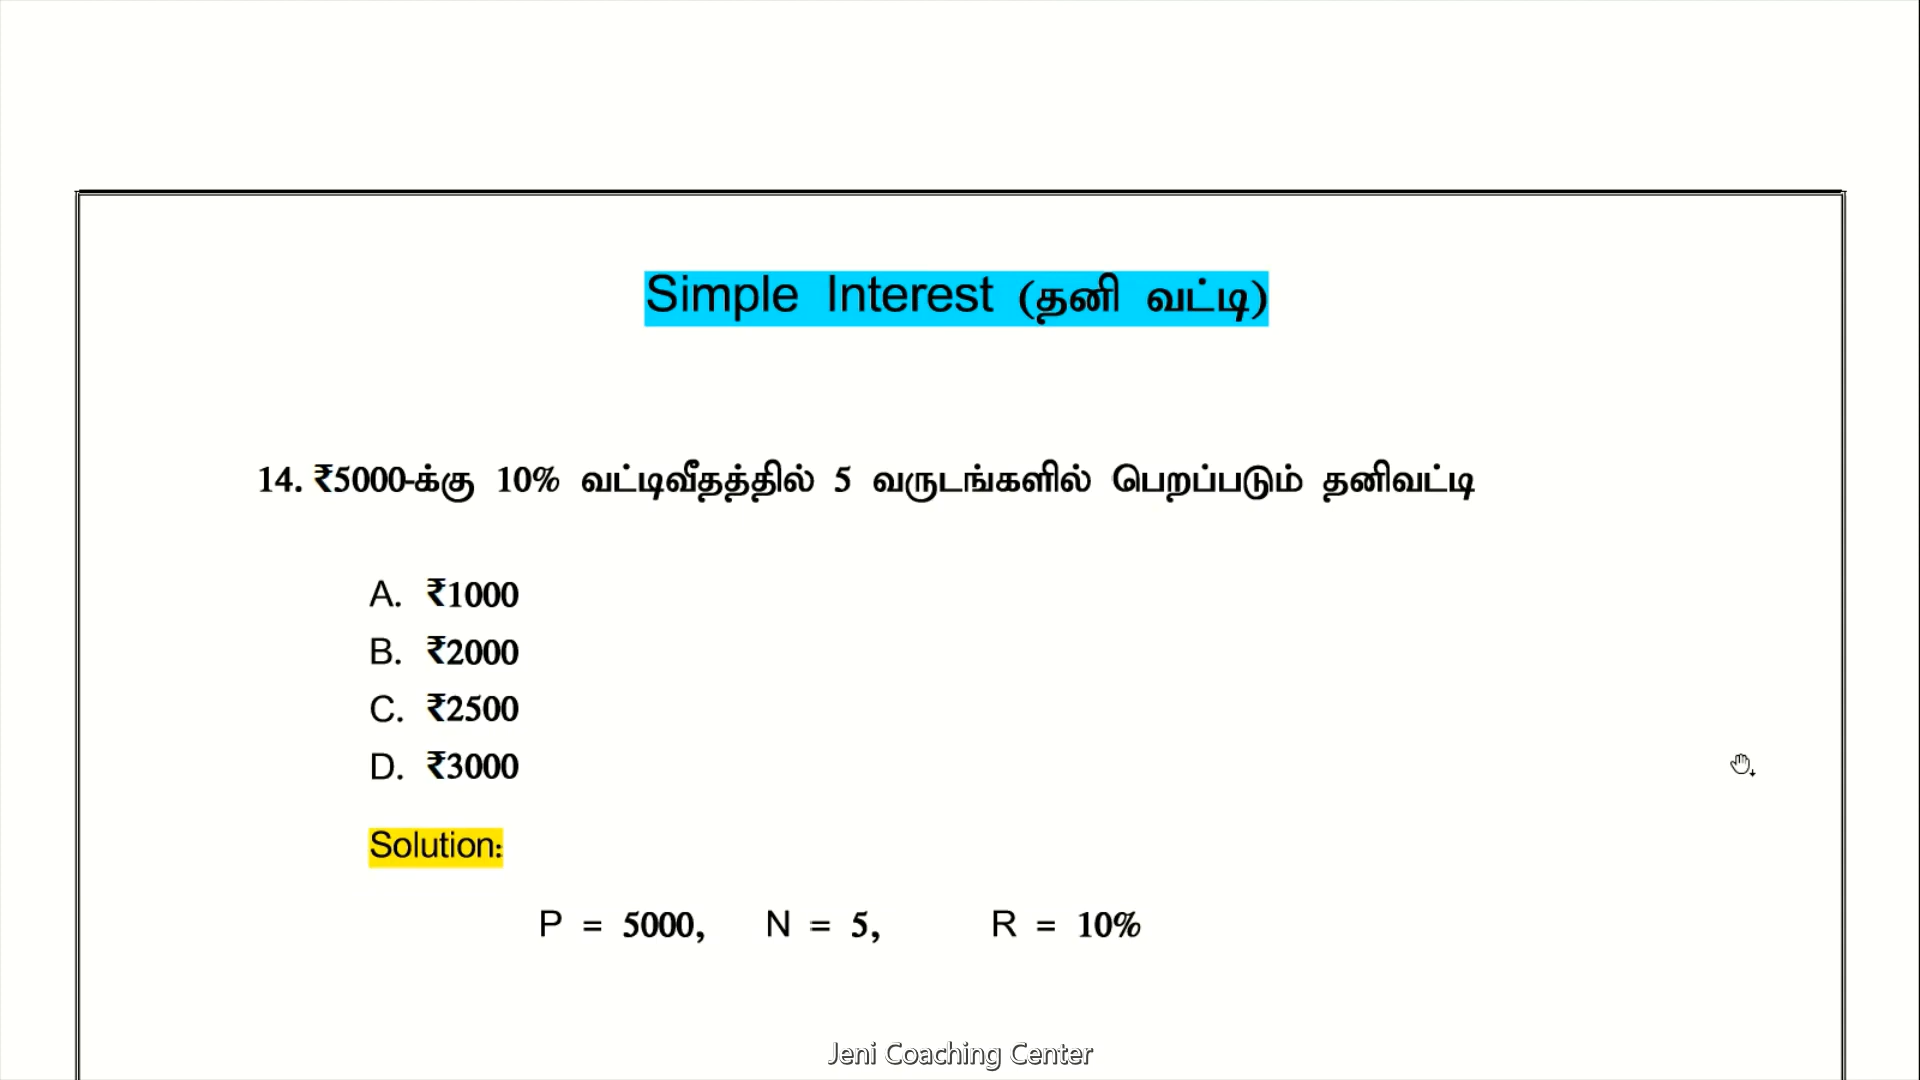 Simple Interest (தனி வட்டி)
14. ₹5000-க்கு 10% வட்டிவீதத்தில் 5 வருடங்களில் பெறப்படும் தனிவட்டி
A. ₹1000
B. ₹2000
C. ₹2500
D. ₹3000
Solution:
P = 5000, N = 5, R = 10%
Jeni Coaching Center